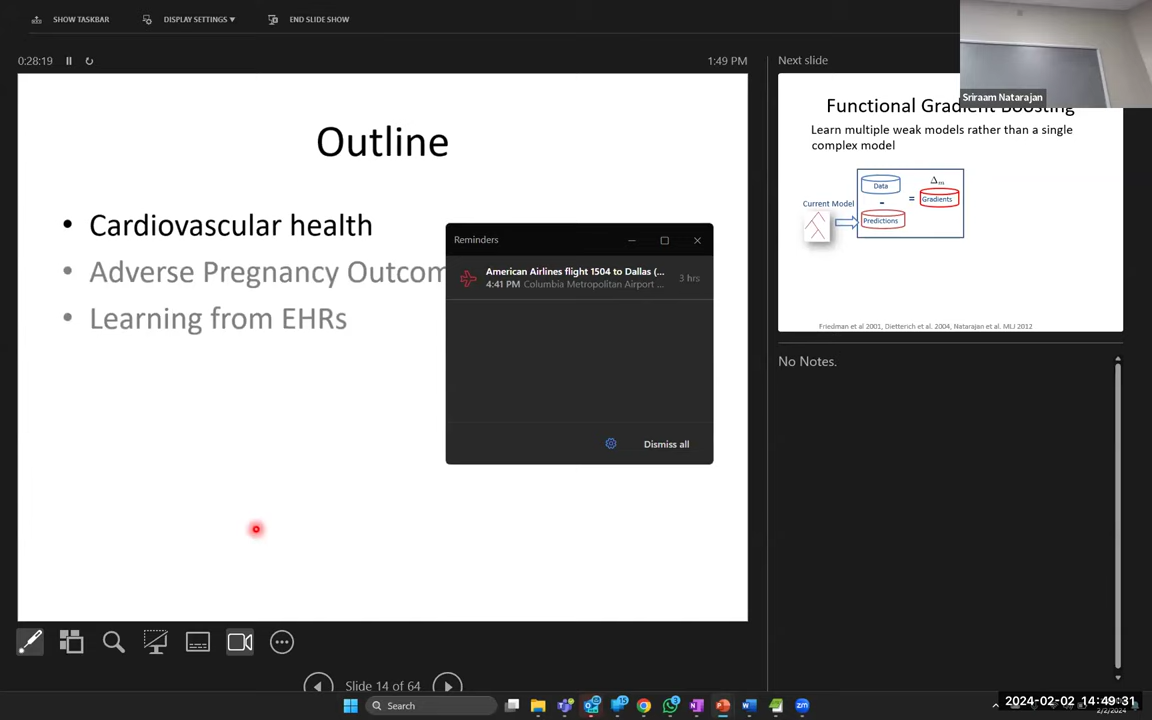 SHOW TASKBAR
DISPLAY SETTINGS ▼
END SLIDE SHOW
0:28:19
1:49 PM
Outline
• Cardiovascular health
• Adverse Pregnancy Outcom
• Learning from EHRs
Reminders
American Airlines flight 1504 to Dallas (...
4:41 PM Columbia Metropolitan Airport ...
3 hrs
Dismiss all
Next slide
Sriraam Natarajan
Functional Gradient Boosting
Learn multiple weak models rather than a single
complex model
Current Model
Data
-
Predictions
=
Δm
Gradients
Friedman et al 2001, Dietterich et al. 2004, Natarajan et al. MLJ 2012
No Notes.
Slide 14 of 64
Search
2024-02-02 14:49:31